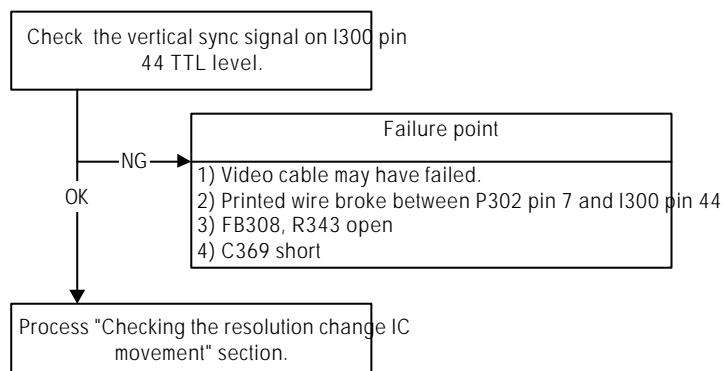 Check the vertical sync signal on I300 pin
44 TTL level.
NG
OK
Failure point
1) Video cable may have failed.
2) Printed wire broke between P302 pin 7 and I300 pin 44
3) FB308, R343 open
4) C369 short
Process "Checking the resolution change IC
movement" section.